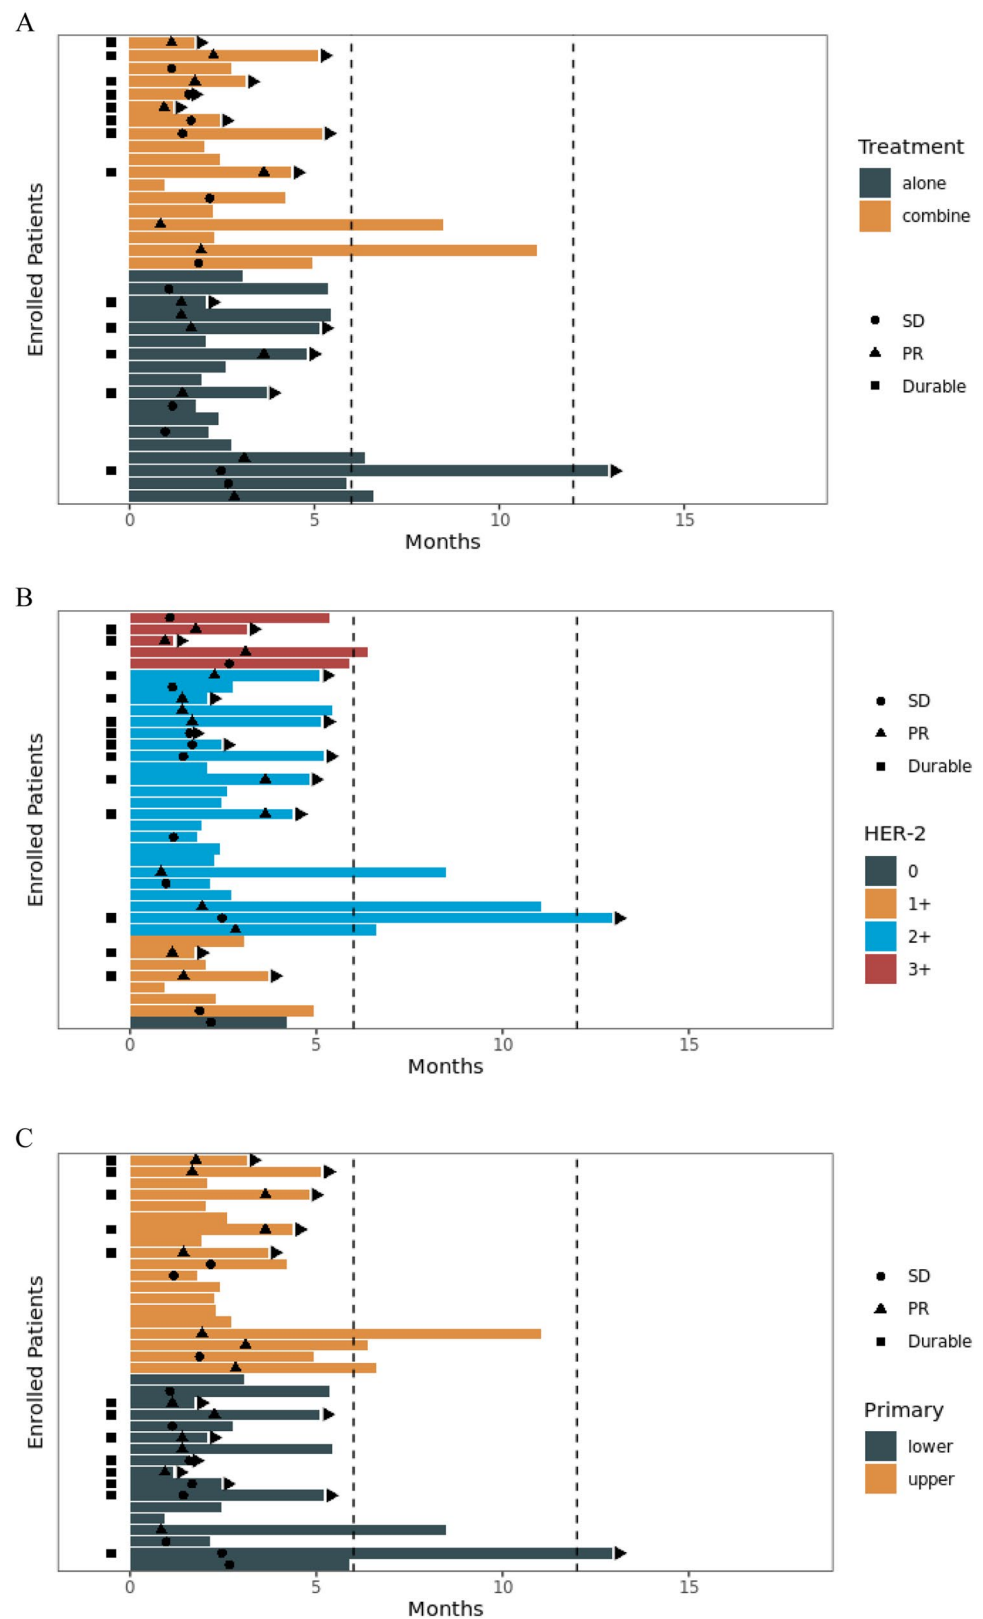 A
Enrolled Patients
0 5 10 15
Months
Treatment
alone
combine
SD
PR
Durable
B
Enrolled Patients
0 5 10 15
Months
SD
PR
Durable
HER-2
0
1+
2+
3+
C
Enrolled Patients
0 5 10 15
Months
SD
PR
Durable
Primary
lower
upper